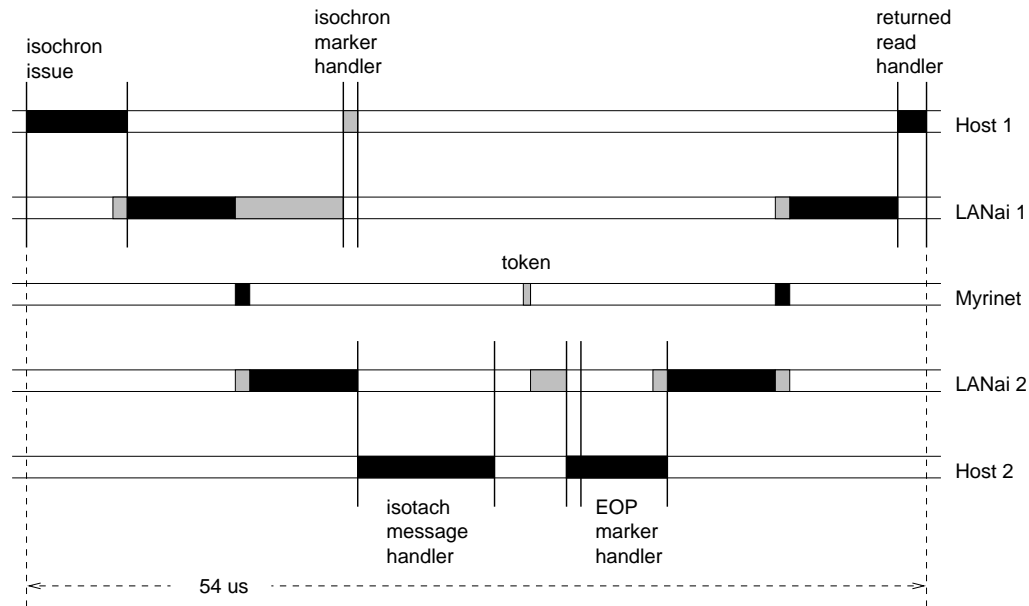 isochron
issue
isochron
marker
handler
returned
read
handler
Host 1
LANai 1
token
Myrinet
LANai 2
Host 2
isotach
message
handler
EOP
marker
handler
54 us